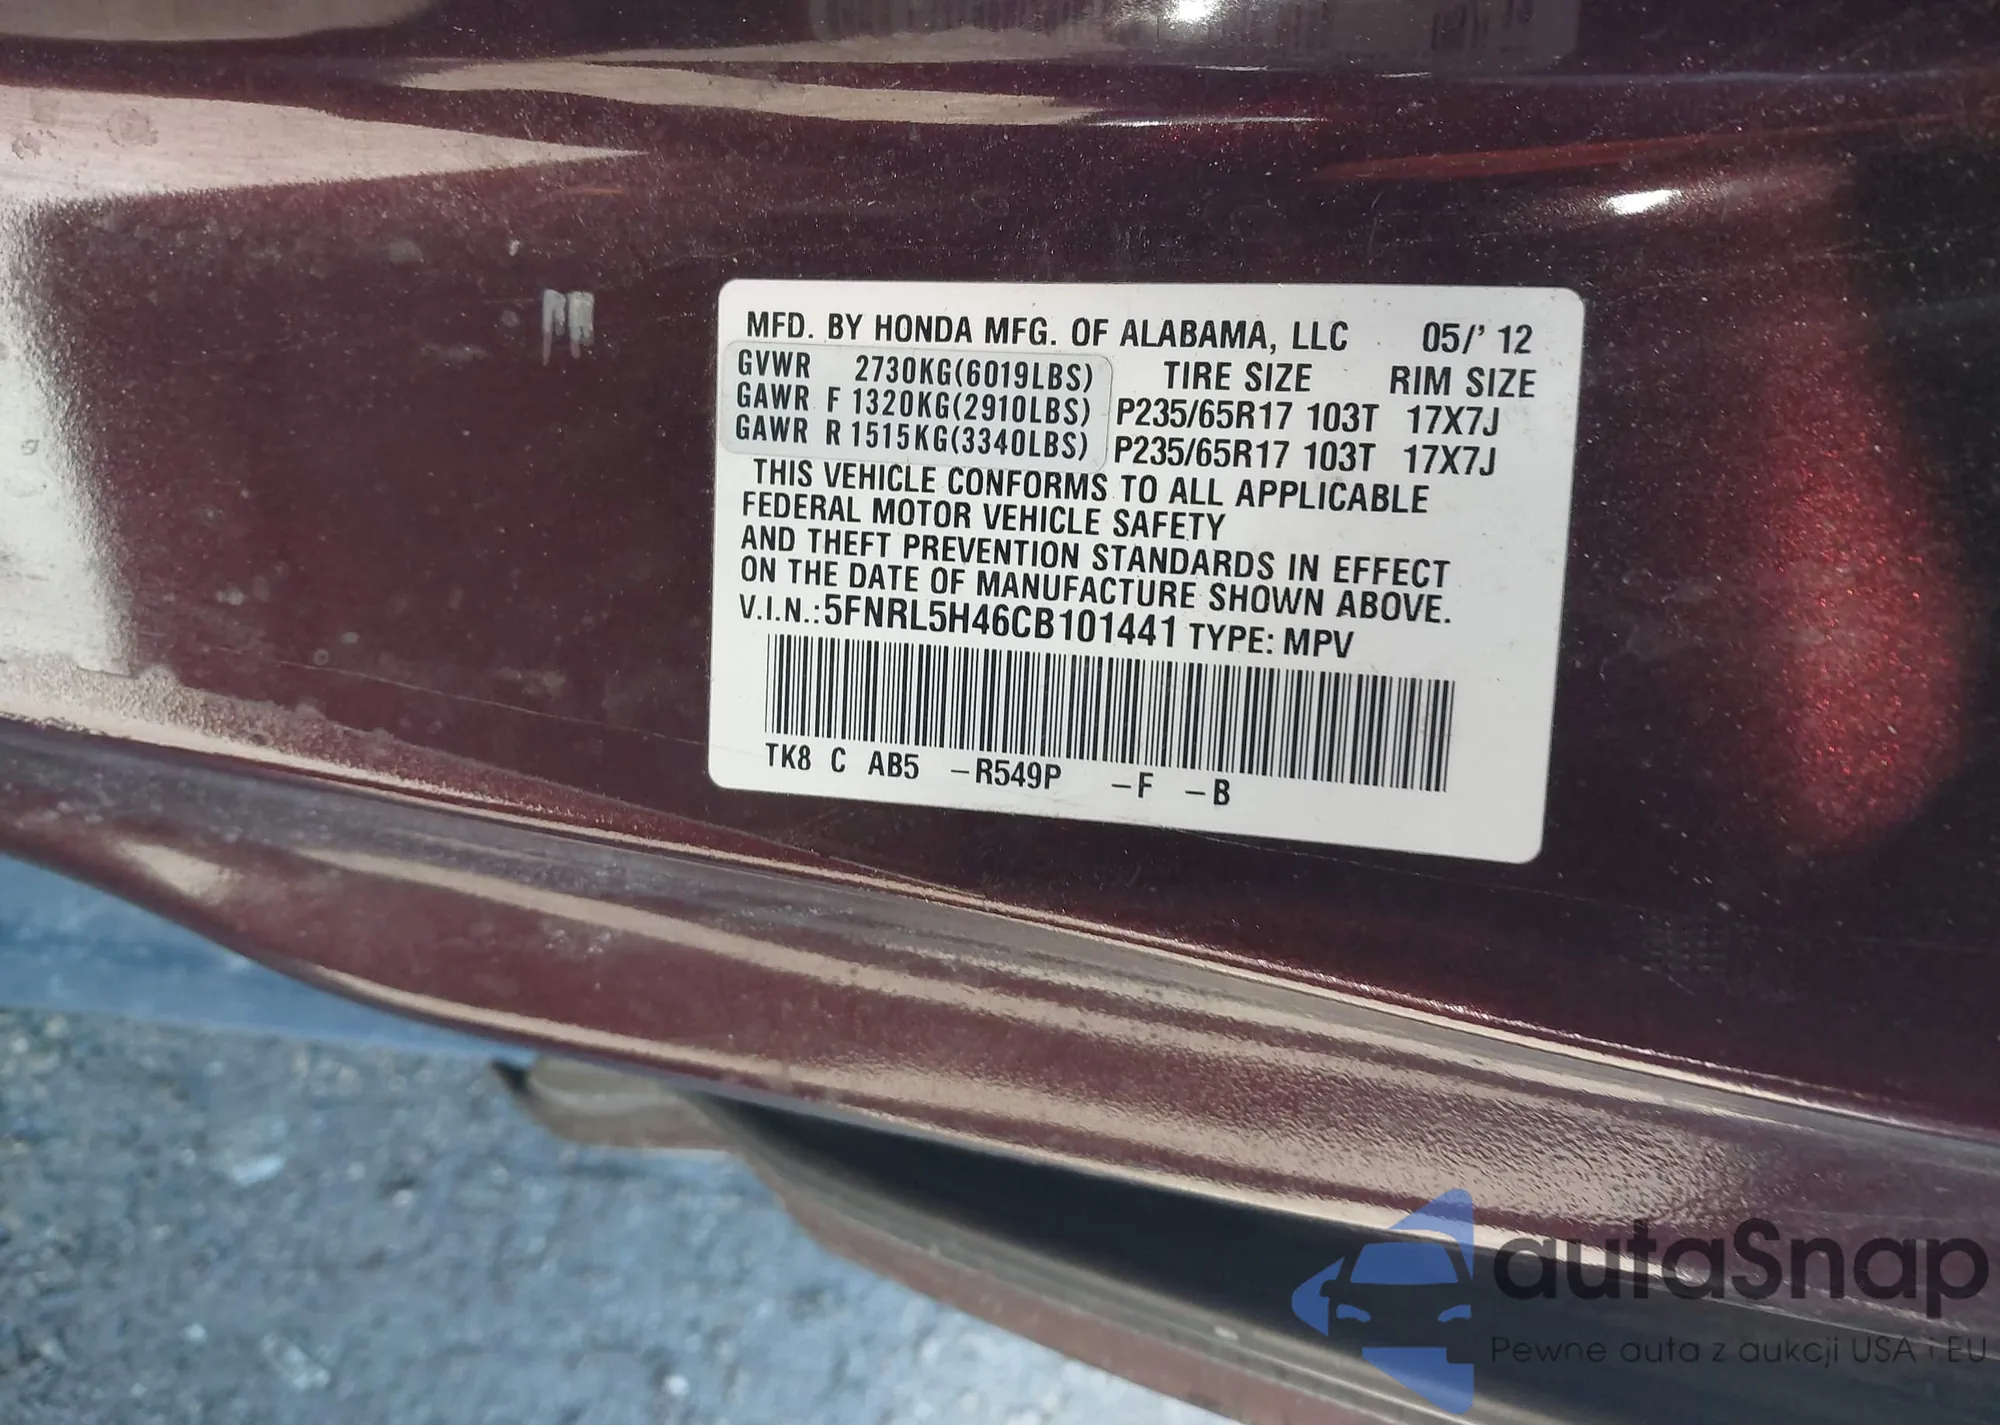 MFD. BY HONDA MFG. OF ALABAMA, LLC 05/' 12
GVWR 2730KG(6019LBS) TIRE SIZE RIM SIZE
GAWR F 1320KG(2910LBS) P235/65R17 103T 17X7J
GAWR R 1515KG(3340LBS) P235/65R17 103T 17X7J
THIS VEHICLE CONFORMS TO ALL APPLICABLE
FEDERAL MOTOR VEHICLE SAFETY
AND THEFT PREVENTION STANDARDS IN EFFECT
ON THE DATE OF MANUFACTURE SHOWN ABOVE.
V.I.N.:5FNRL5H46CB101441 TYPE: MPV
TK8 C AB5 –R549P –F –B
autaSnap
Pewne auta z aukcji USA i EU